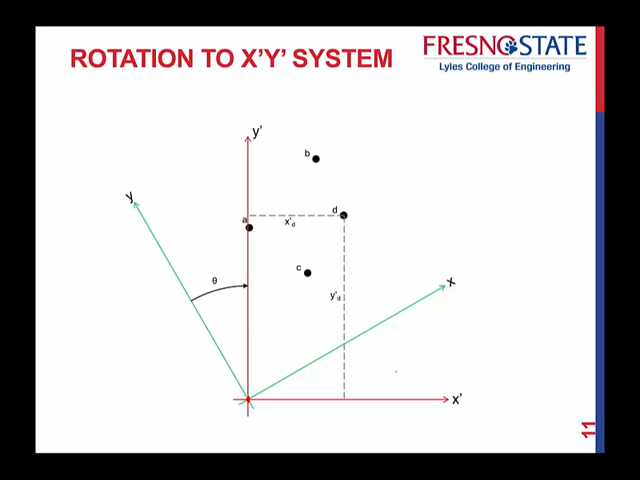 ROTATION TO X'Y' SYSTEM
FRESNO STATE
Lyles College of Engineering
y'
b
y
d
a
x'd
θ
c
x
y'd
x'
11